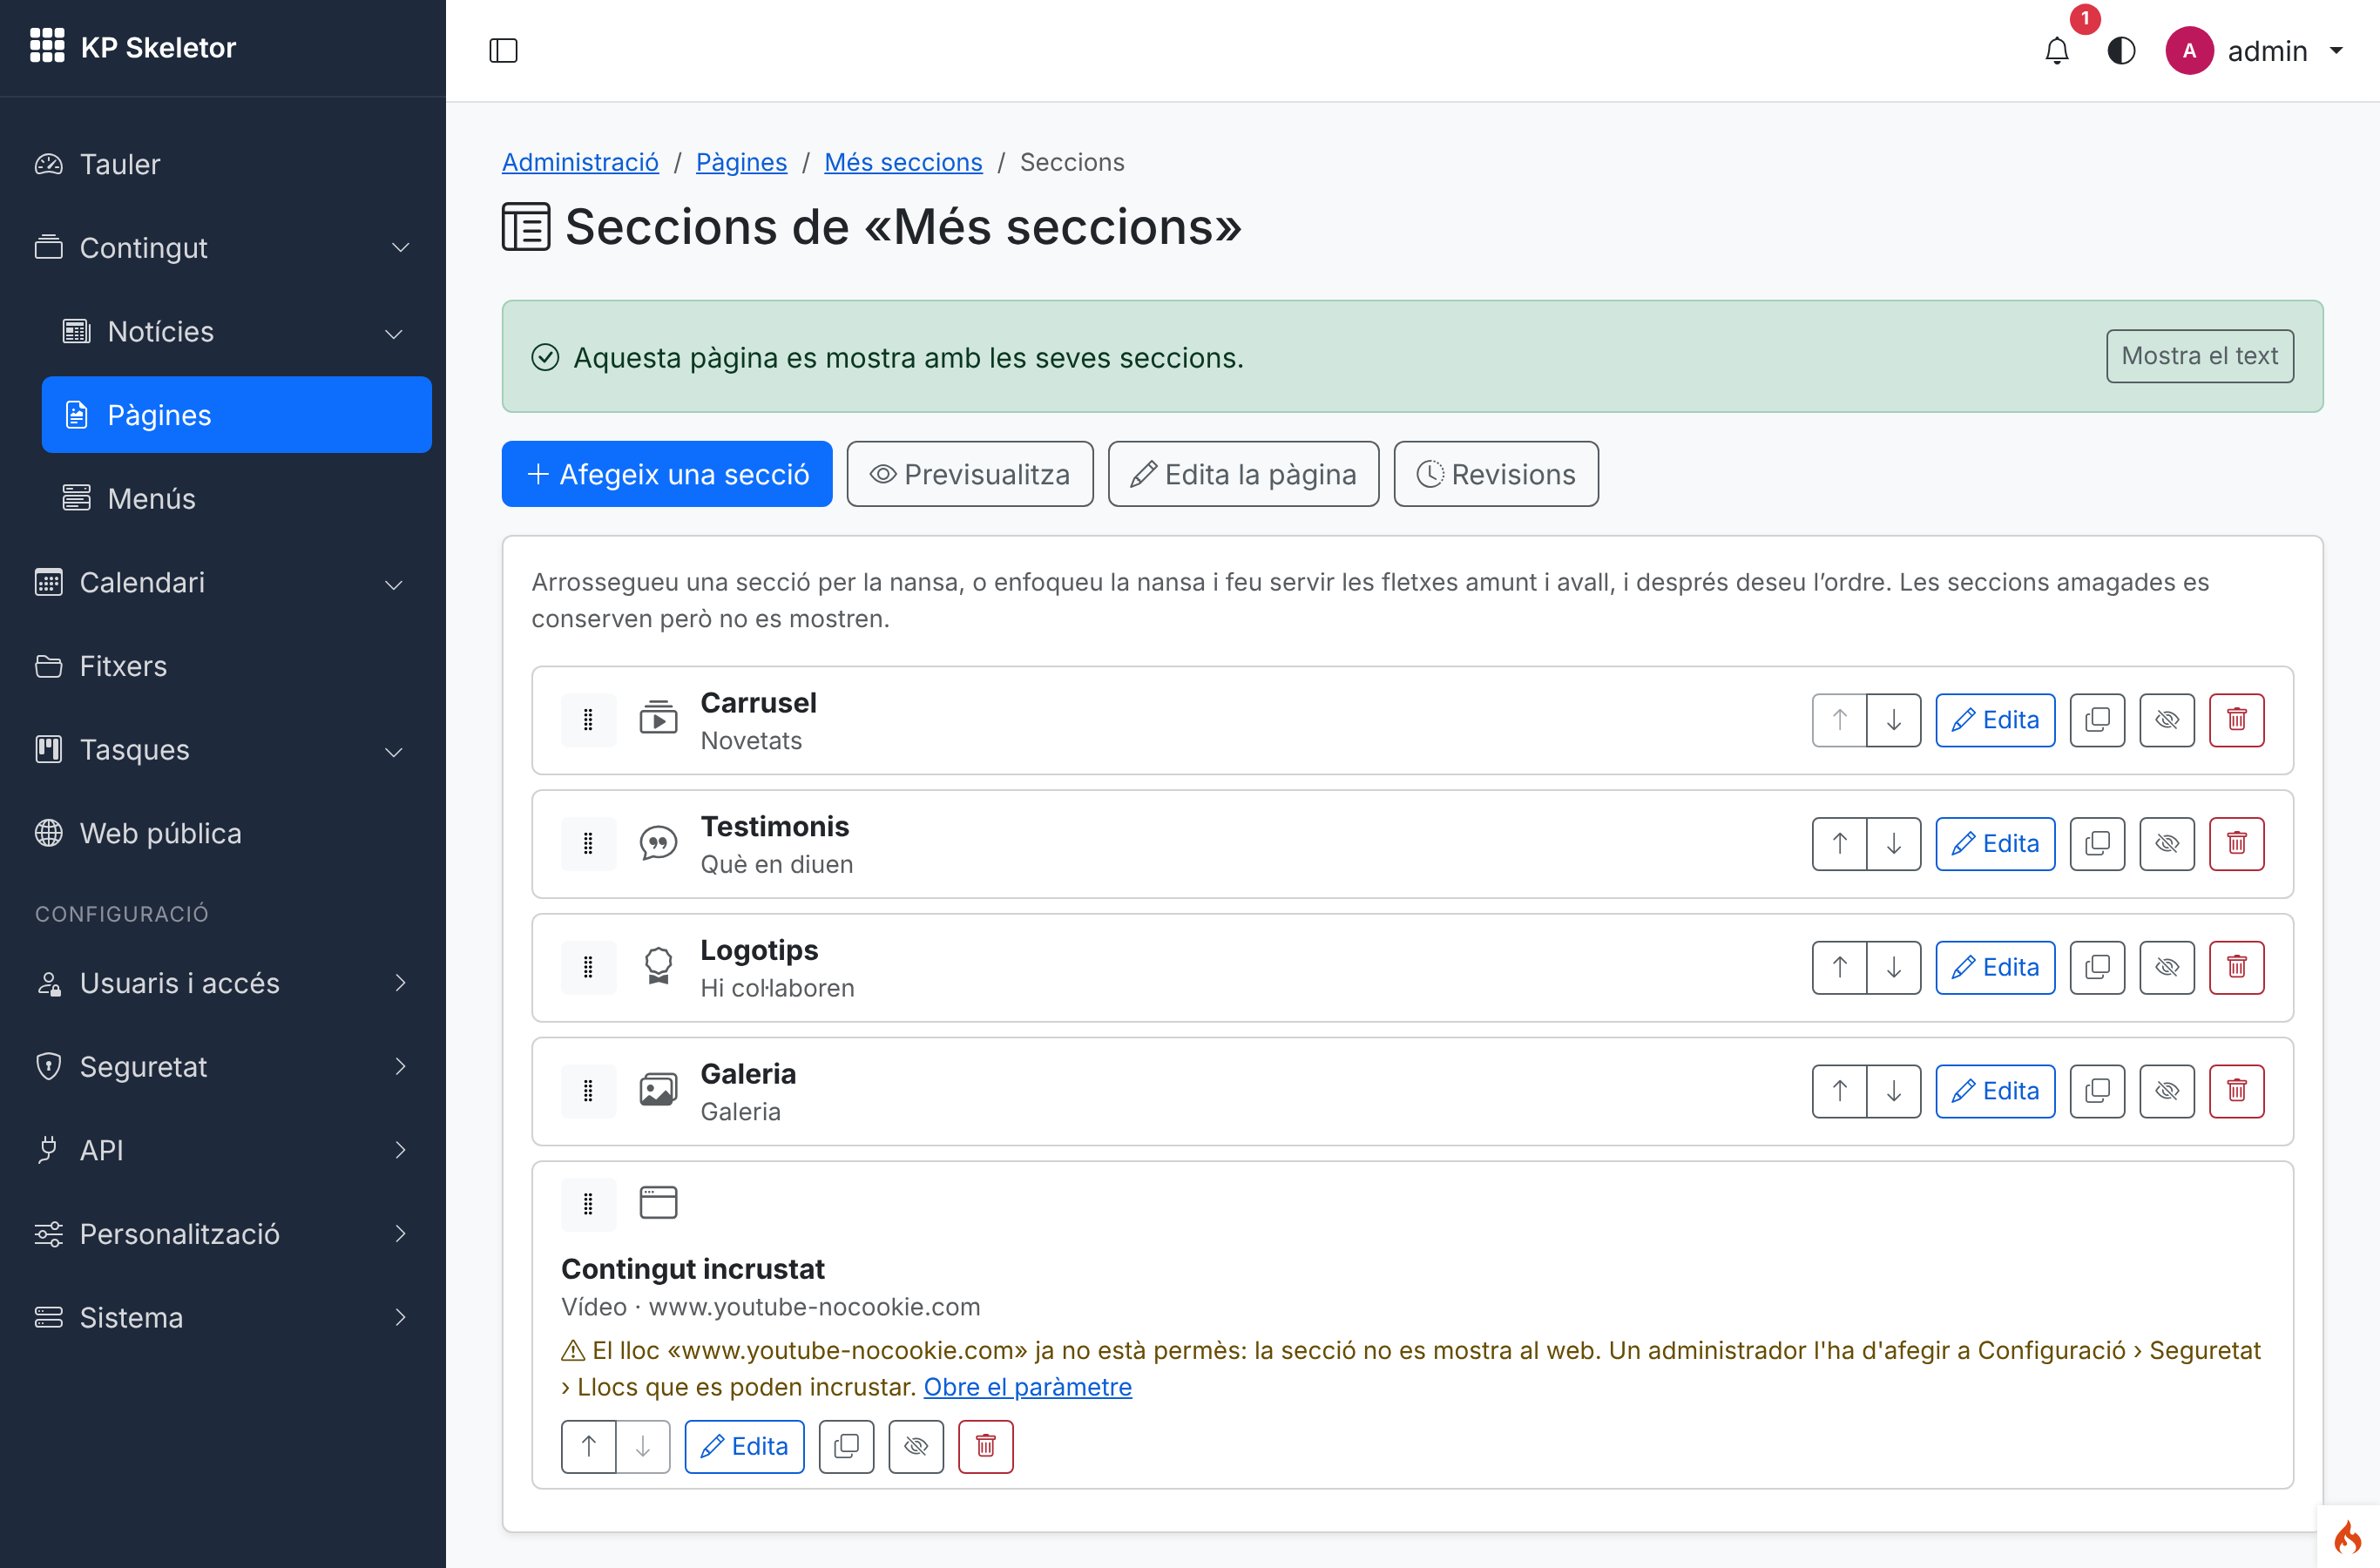 KP Skeletor
1
A admin
Tauler
Contingut
Notícies
Pàgines
Menús
Calendari
Fitxers
Tasques
Web pública
CONFIGURACIÓ
Usuaris i accés
Seguretat
API
Personalització
Sistema
Administració / Pàgines / Més seccions / Seccions
Seccions de «Més seccions»
Aquesta pàgina es mostra amb les seves seccions.
Mostra el text
Afegeix una secció
Previsualitza
Edita la pàgina
Revisions
Arrossegueu una secció per la nansa, o enfoqueu la nansa i feu servir les fletxes amunt i avall, i després deseu l’ordre. Les seccions amagades es
conserven però no es mostren.
Carrusel
Novetats
Edita
Testimonis
Què en diuen
Edita
Logotips
Hi col·laboren
Edita
Galeria
Galeria
Edita
Contingut incrustat
Vídeo · www.youtube-nocookie.com
El lloc «www.youtube-nocookie.com» ja no està permès: la secció no es mostra al web. Un administrador l'ha d'afegir a Configuració › Seguretat
› Llocs que es poden incrustar. Obre el paràmetre
Edita